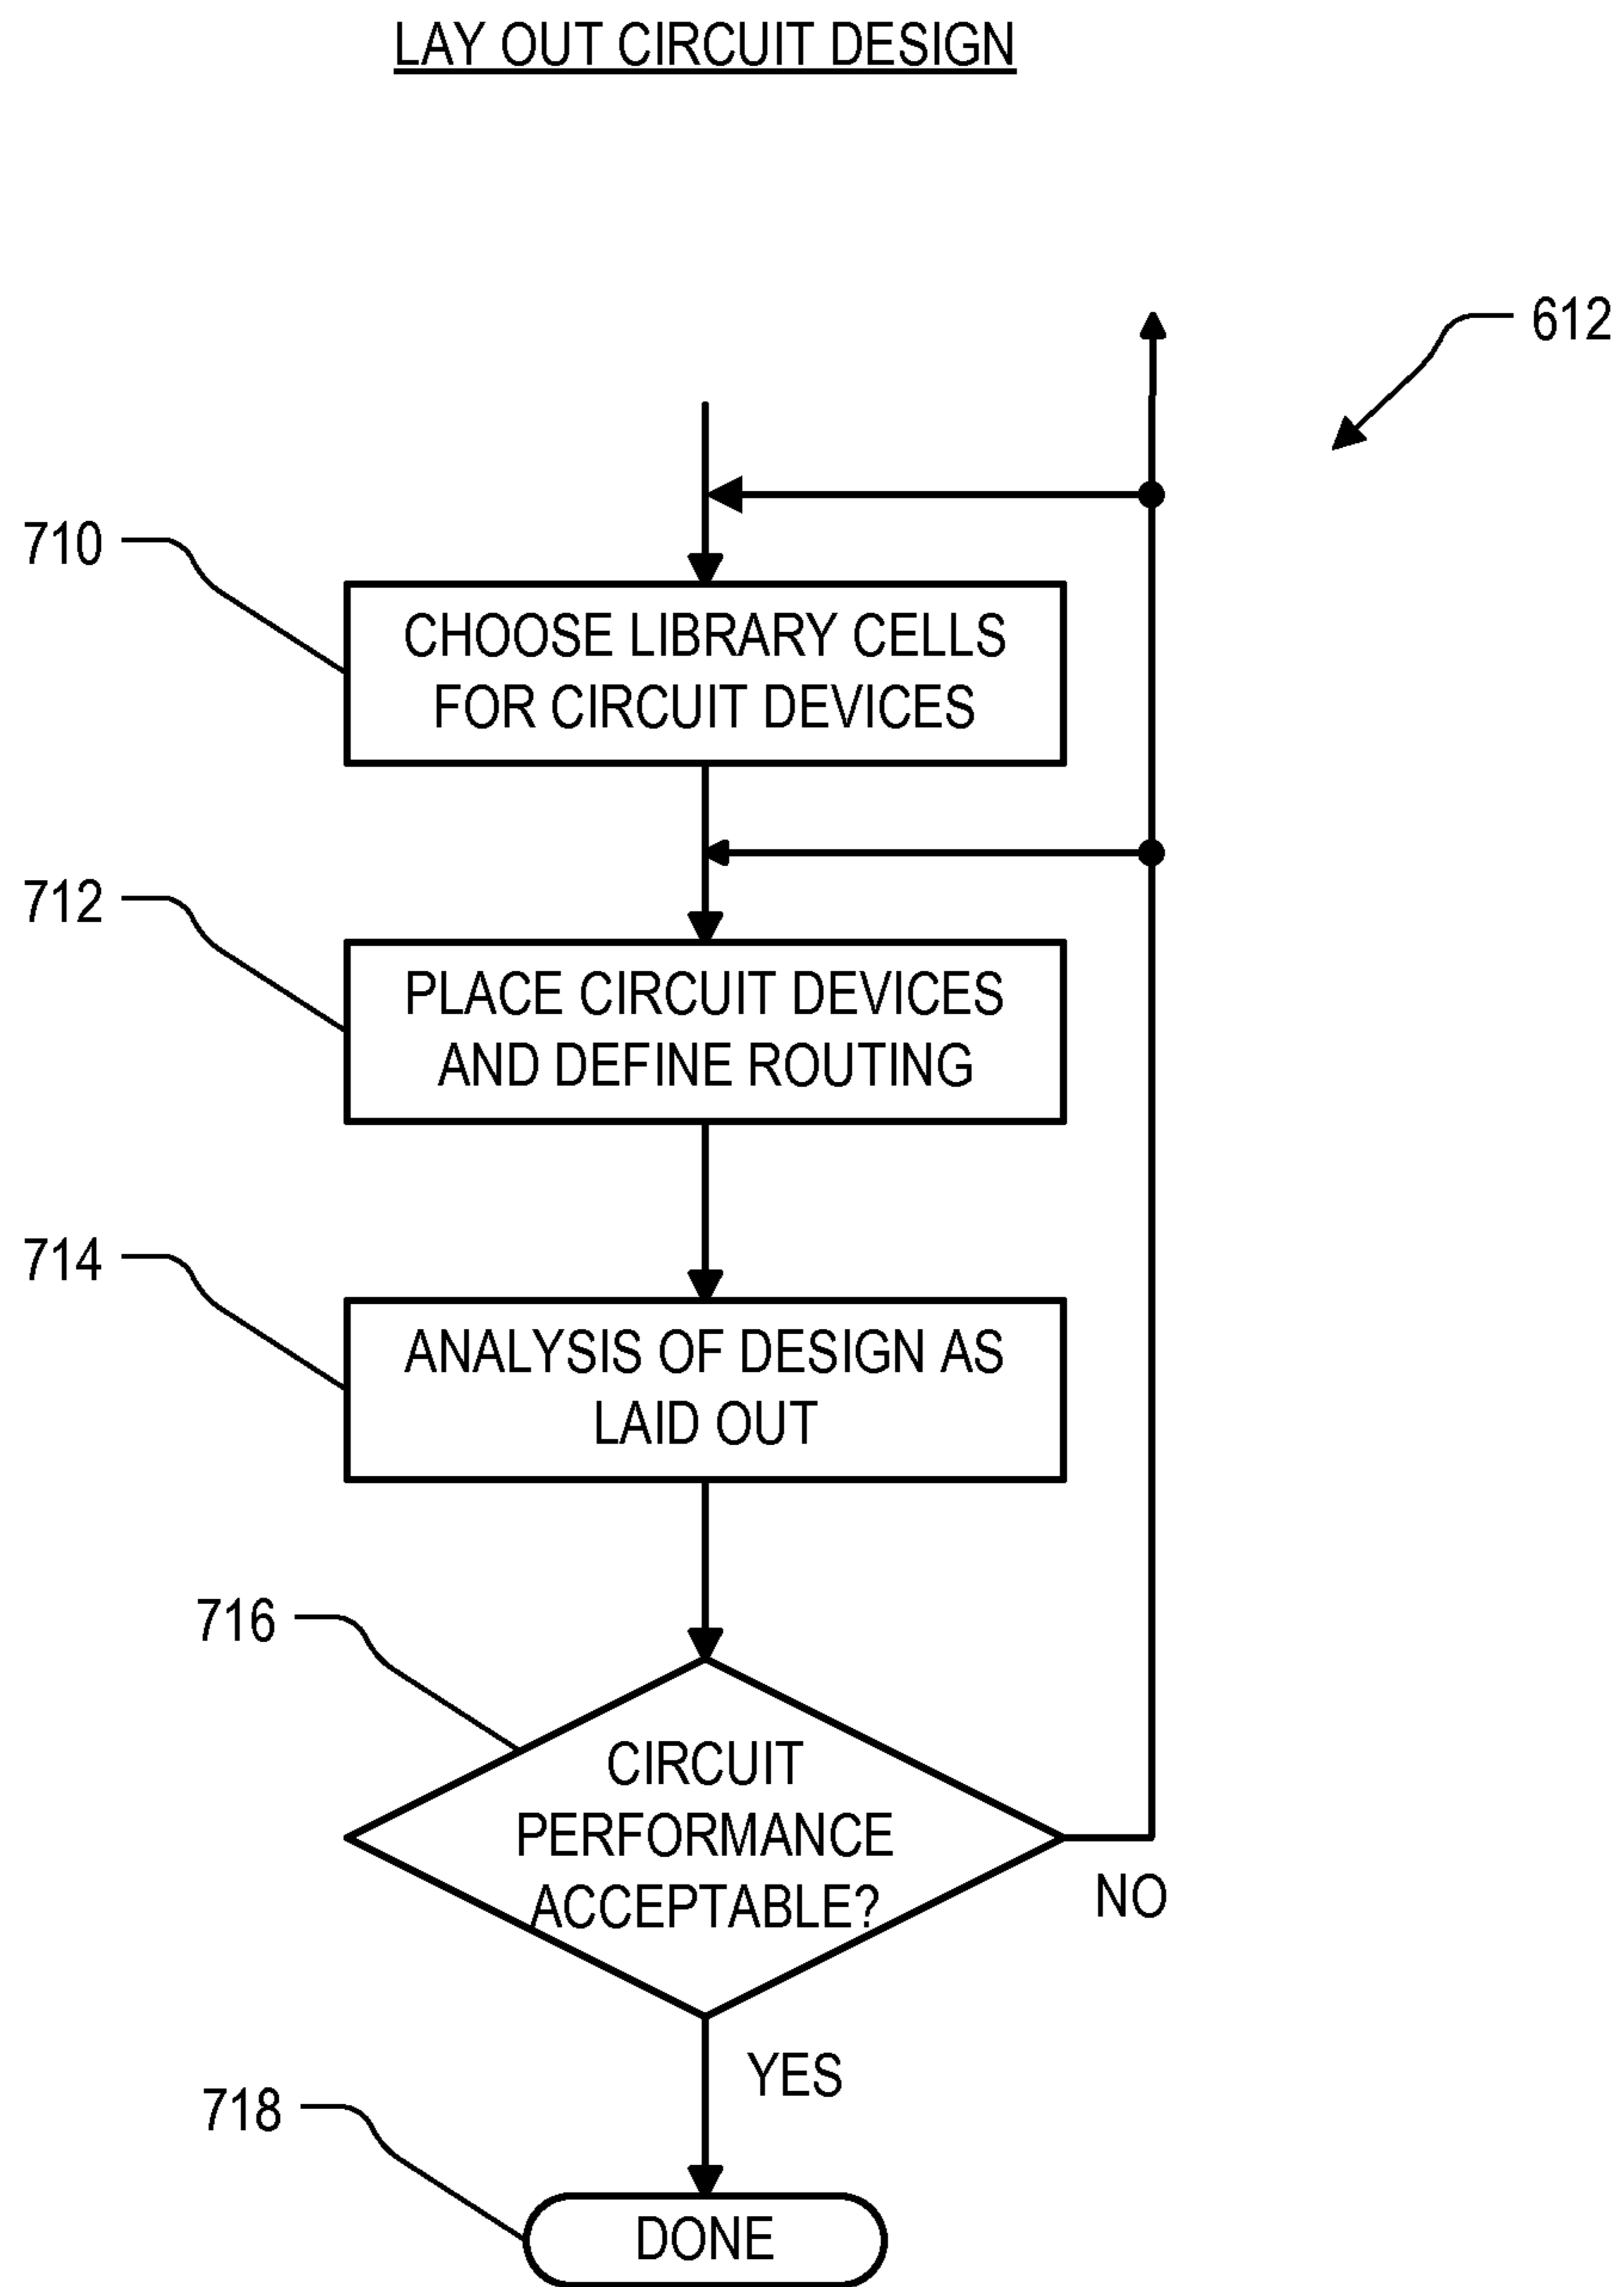 LAY OUT CIRCUIT DESIGN
612
710
CHOOSE LIBRARY CELLS
FOR CIRCUIT DEVICES
712
PLACE CIRCUIT DEVICES
AND DEFINE ROUTING
714
ANALYSIS OF DESIGN AS
LAID OUT
716
CIRCUIT
PERFORMANCE
ACCEPTABLE?
NO
YES
718
DONE